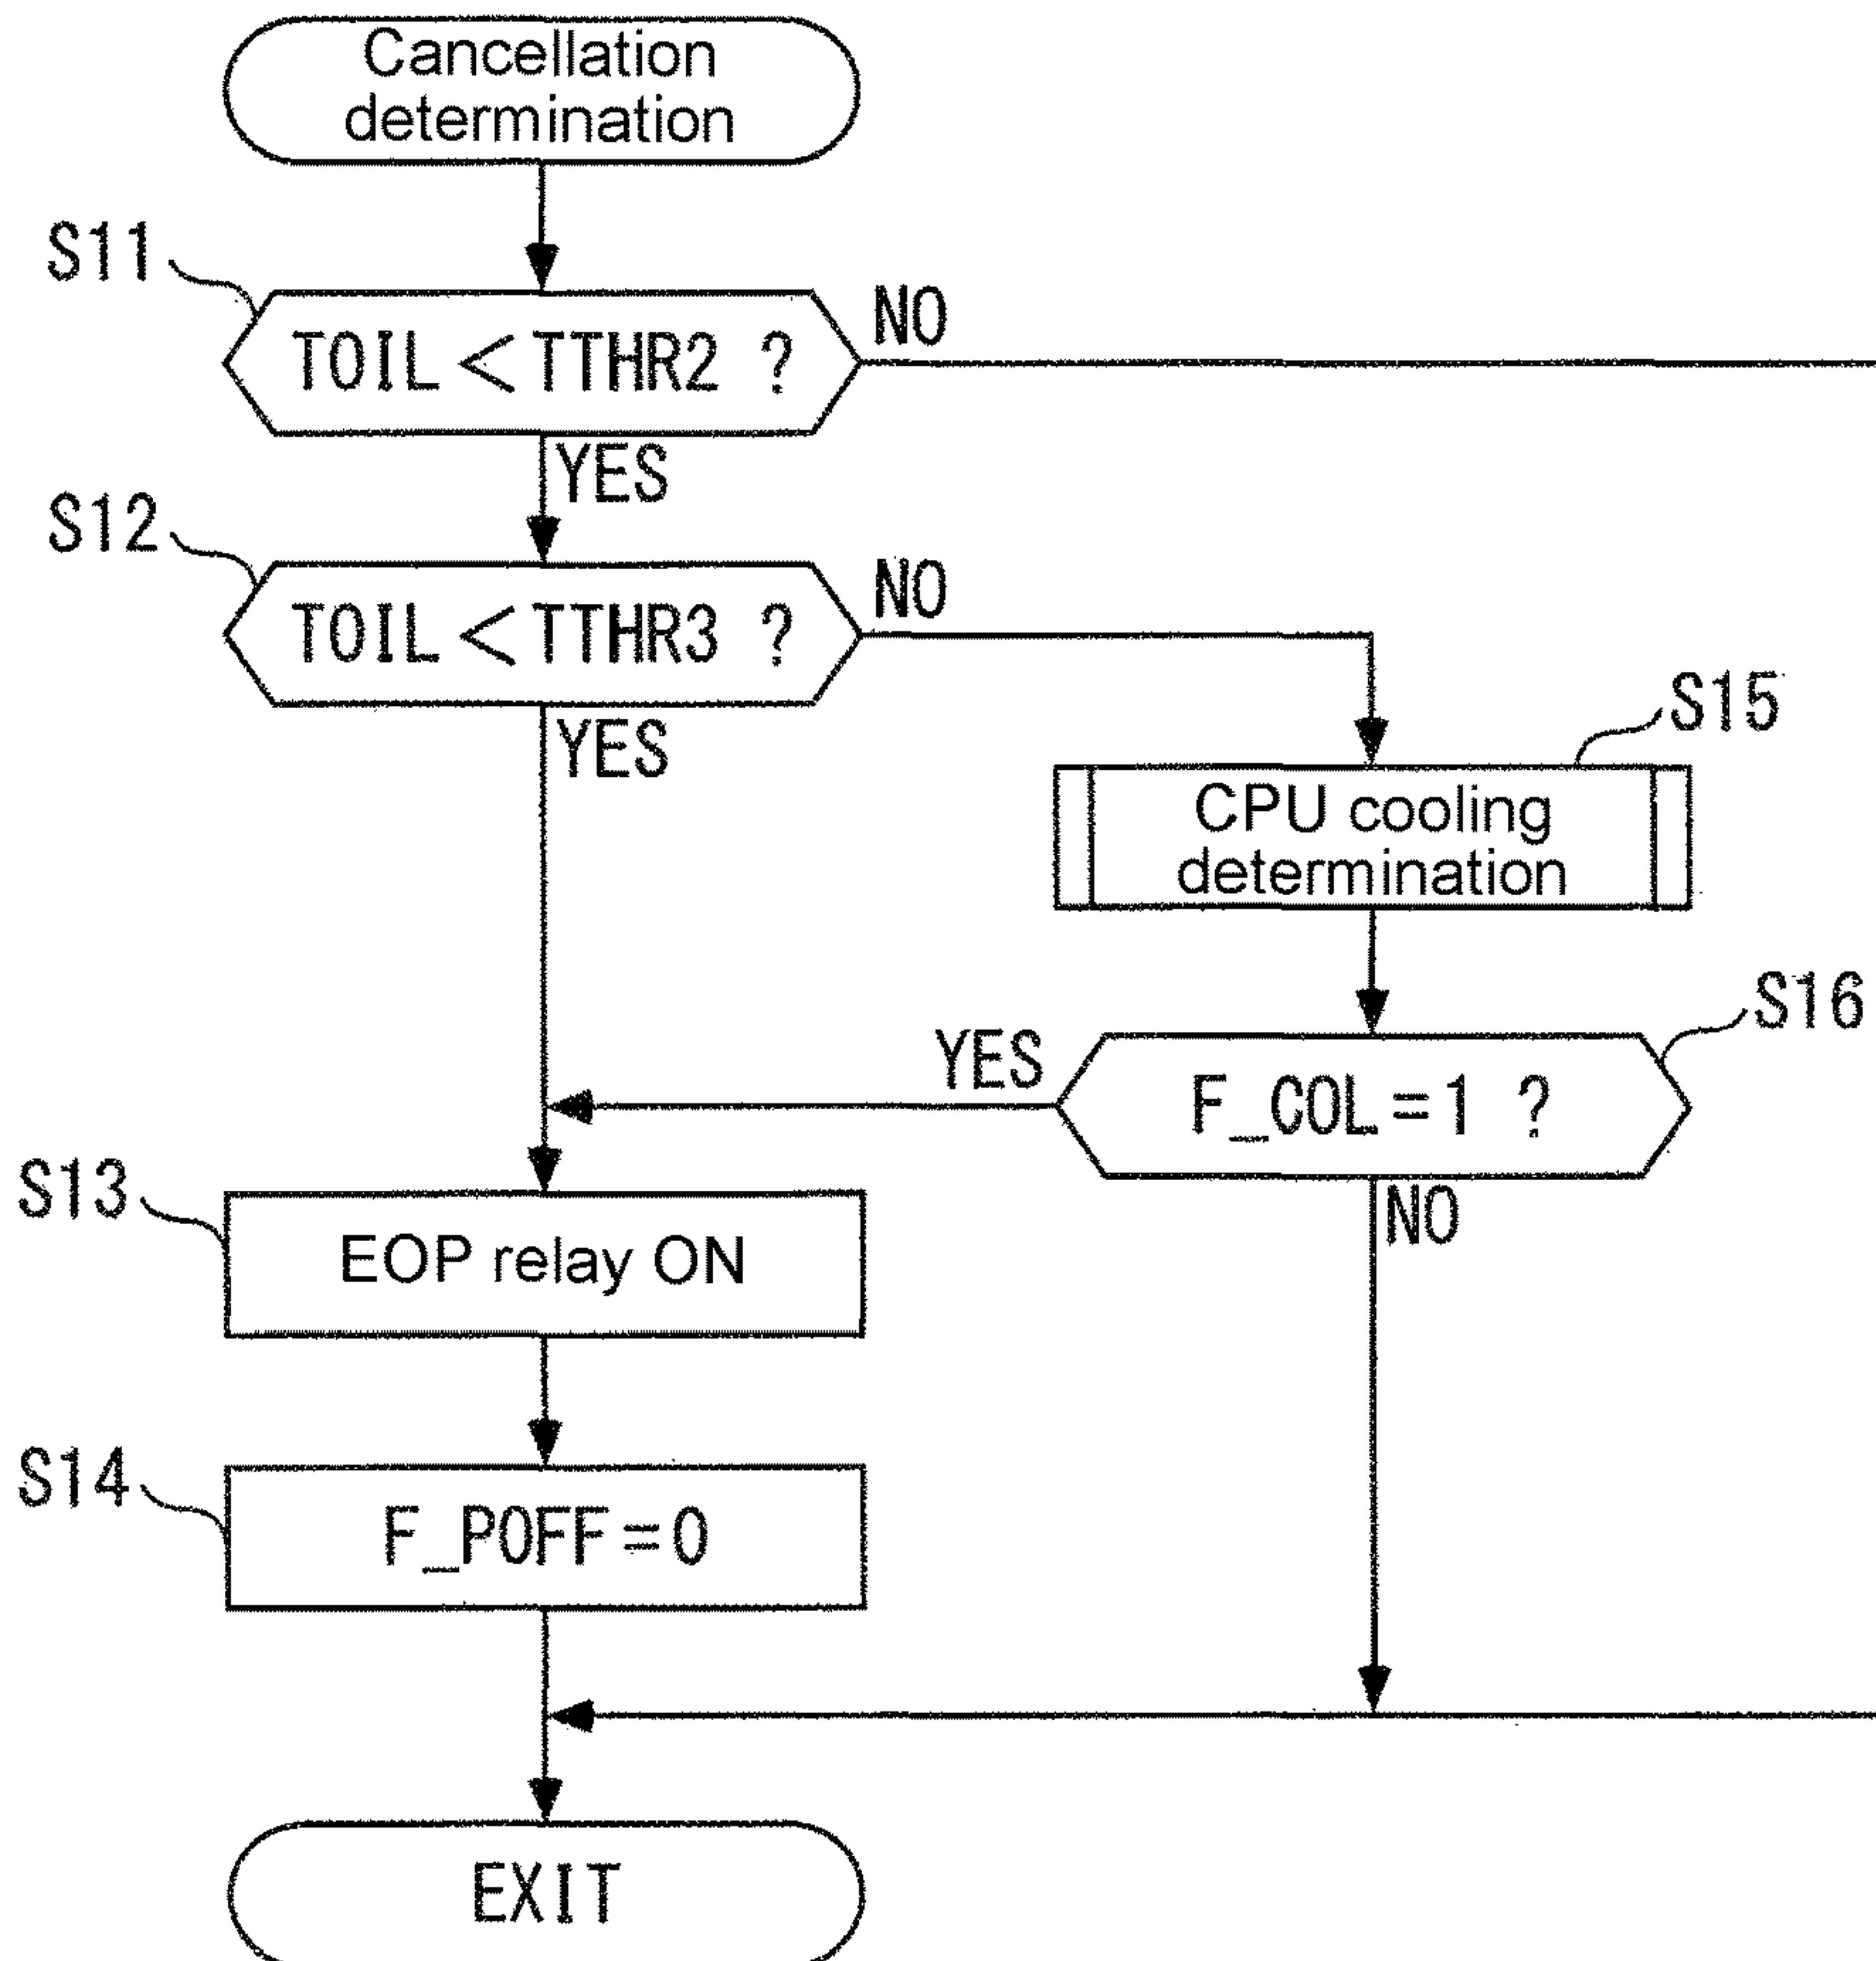 Cancellation
determination
S11
TOIL < TTHR2 ?
NO
YES
S12
TOIL < TTHR3 ?
NO
YES
S15
CPU cooling
determination
S16
F_COL=1 ?
YES
NO
S13
EOP relay ON
S14
F_POFF=0
EXIT